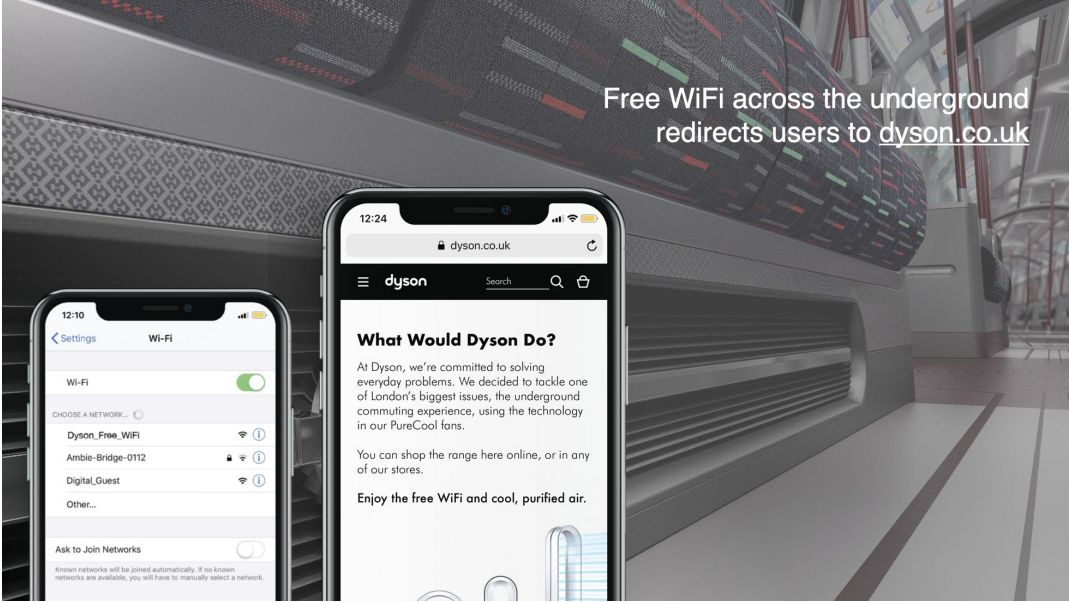 Free WiFi across the underground
redirects users to dyson.co.uk
12:10
Settings
Wi-Fi
Wi-Fi
CHOOSE A NETWORK...
Dyson_Free_WiFi
Ambie-Bridge-0112
Digital_Guest
Other...
Ask to Join Networks
Known networks will be joined automatically. If no known
networks are available, you will have to manually select a network.
12:24
dyson.co.uk
dyson
Search
What Would Dyson Do?
At Dyson, we're committed to solving
everyday problems. We decided to tackle one
of London's biggest issues, the underground
commuting experience, using the technology
in our PureCool fans.
You can shop the range here online, or in any
of our stores.
Enjoy the free WiFi and cool, purified air.